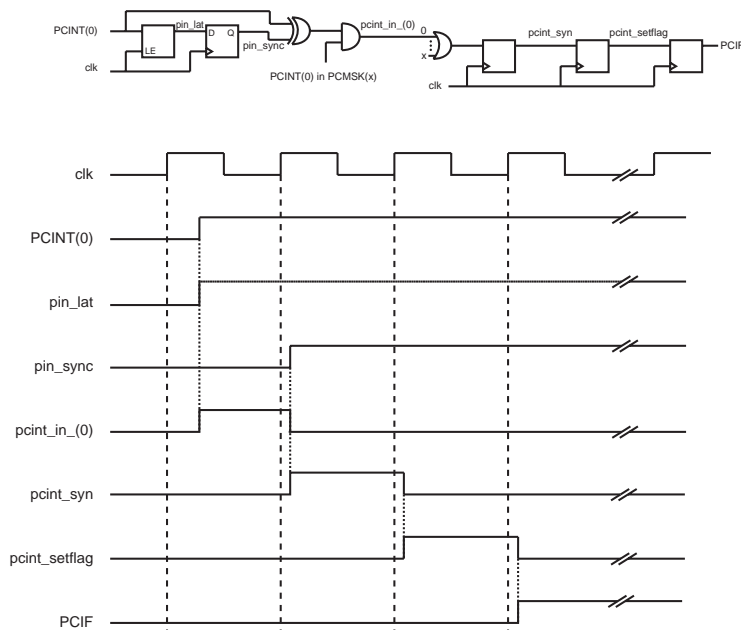 PCINT(0)
LE
pin_lat
D Q
pin_sync
clk
PCINT(0) in PCMSK(x)
pcint_in_(0)
0
x
clk
pcint_syn
pcint_setflag
PCIF
clk
PCINT(0)
pin_lat
pin_sync
pcint_in_(0)
pcint_syn
pcint_setflag
PCIF